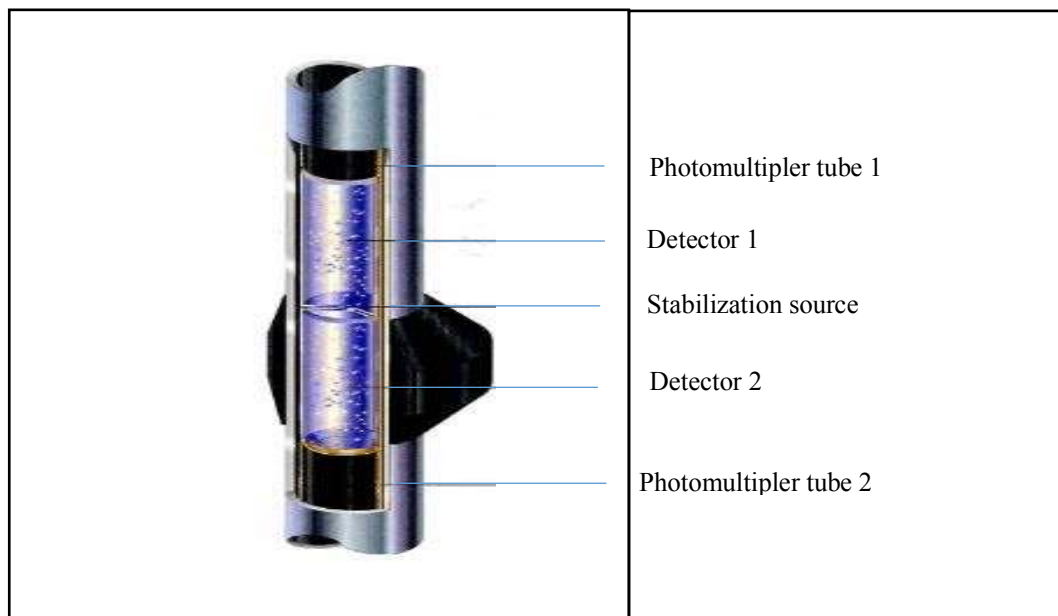 Photomultipler tube 1
Detector 1
Stabilization source
Detector 2
Photomultipler tube 2